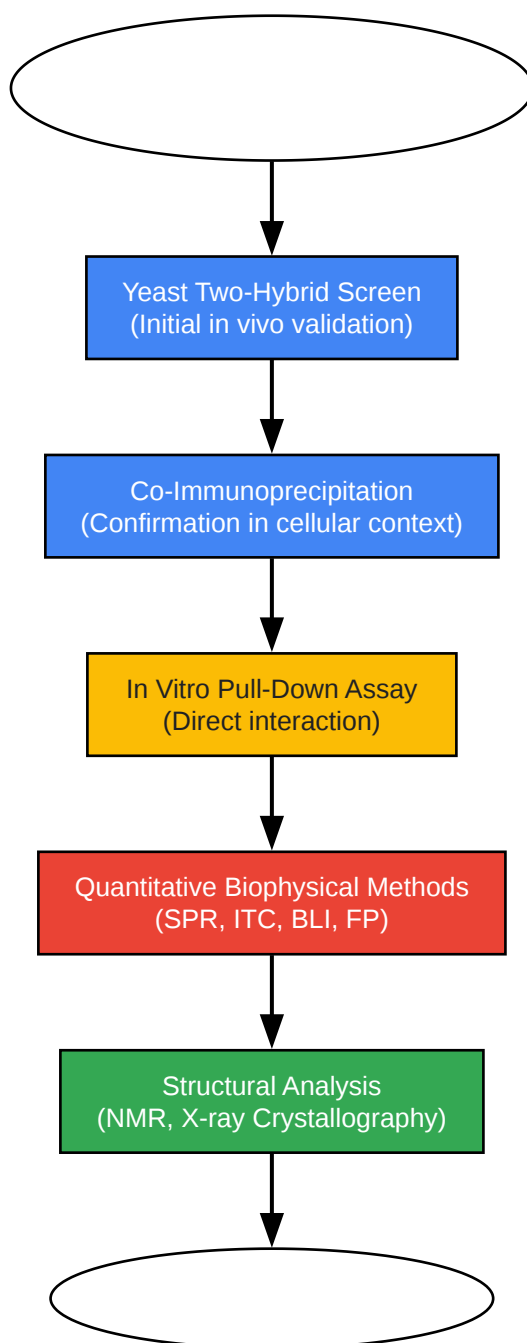 Yeast Two-Hybrid Screen
(Initial in vivo validation)
Co-Immunoprecipitation
(Confirmation in cellular context)
In Vitro Pull-Down Assay
(Direct interaction)
Quantitative Biophysical Methods
(SPR, ITC, BLI, FP)
Structural Analysis
(NMR, X-ray Crystallography)